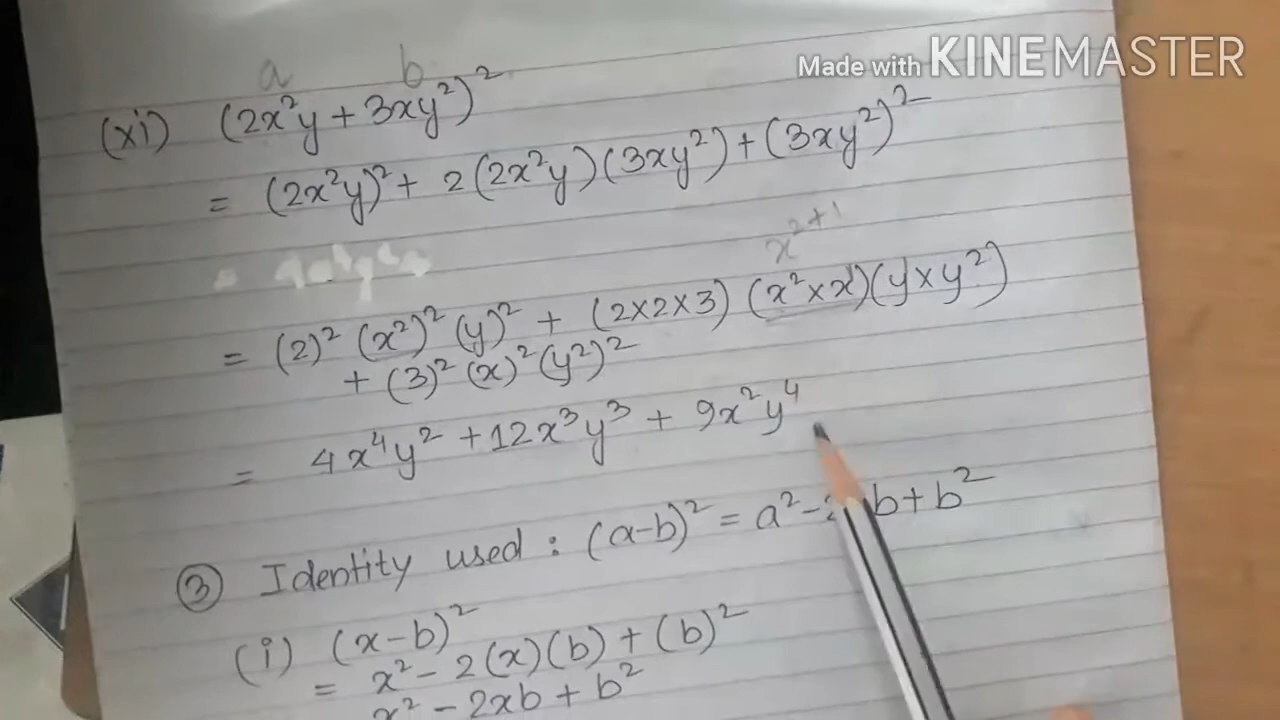 Made with KINEMASTER
a b
(xi) (2x²y + 3xy²)²
= (2x²y)² + 2(2x²y)(3xy²) + (3xy²)²
x²⁺¹
= (2)² (x²)² (y)² + (2×2×3) (x²×x¹)(y×y²)
+ (3)² (x)² (y²)²
= 4x⁴y² + 12x³y³ + 9x²y⁴
③ Identity used : (a-b)² = a² - 2 b + b²
(i) (x-b)²
= x² - 2(x)(b) + (b)²
x² - 2xb + b²